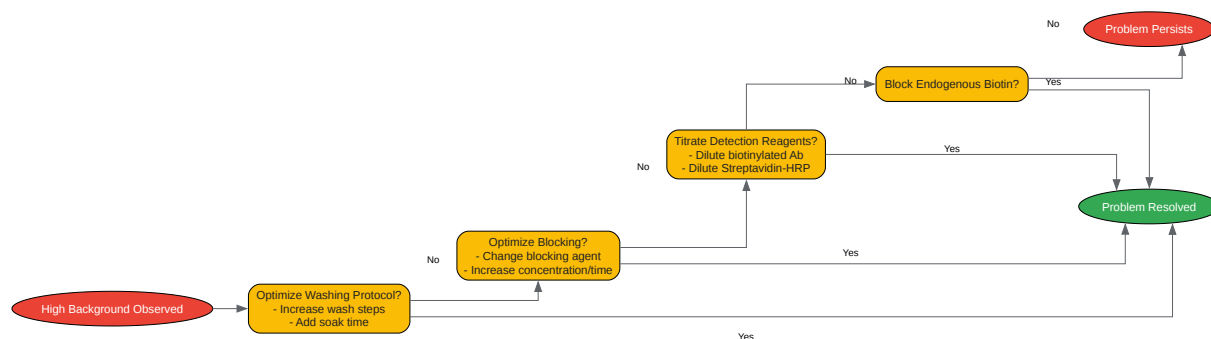 No
Problem Persists
Block Endogenous Biotin?
No
Yes
Titrate Detection Reagents?
- Dilute biotinylated Ab
- Dilute Streptavidin-HRP
No
Yes
Problem Resolved
Optimize Blocking?
- Change blocking agent
- Increase concentration/time
No
Yes
High Background Observed
Optimize Washing Protocol?
- Increase wash steps
- Add soak time
Yes